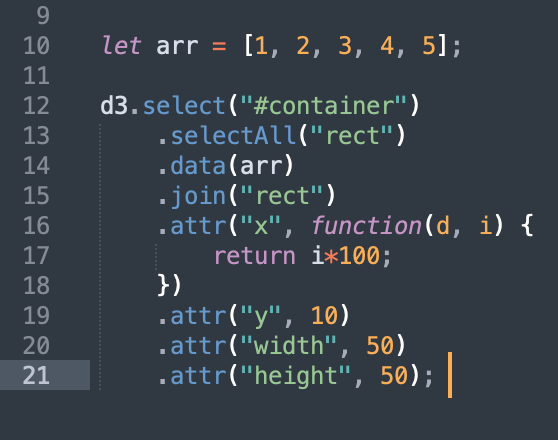 9
10 let arr = [1, 2, 3, 4, 5];
11
12 d3.select("#container")
13 .selectAll("rect")
14 .data(arr)
15 .join("rect")
16 .attr("x", function(d, i) {
17 return i*100;
18 })
19 .attr("y", 10)
20 .attr("width", 50)
21 .attr("height", 50);